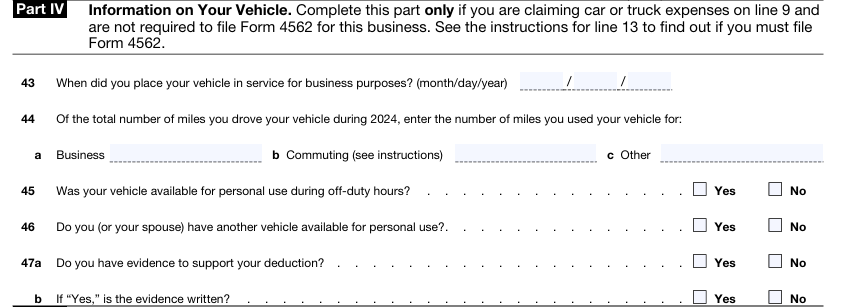 Part IV Information on Your Vehicle. Complete this part only if you are claiming car or truck expenses on line 9 and
are not required to file Form 4562 for this business. See the instructions for line 13 to find out if you must file
Form 4562.
43 When did you place your vehicle in service for business purposes? (month/day/year) / /
44 Of the total number of miles you drove your vehicle during 2024, enter the number of miles you used your vehicle for:
a Business b Commuting (see instructions) c Other
45 Was your vehicle available for personal use during off-duty hours? . . . . . . . . . . . . . . . Yes No
46 Do you (or your spouse) have another vehicle available for personal use?. . . . . . . . . . . . . . Yes No
47a Do you have evidence to support your deduction? . . . . . . . . . . . . . . . . . . . . Yes No
b If “Yes,” is the evidence written? . . . . . . . . . . . . . . . . . . . . . . . . . Yes No